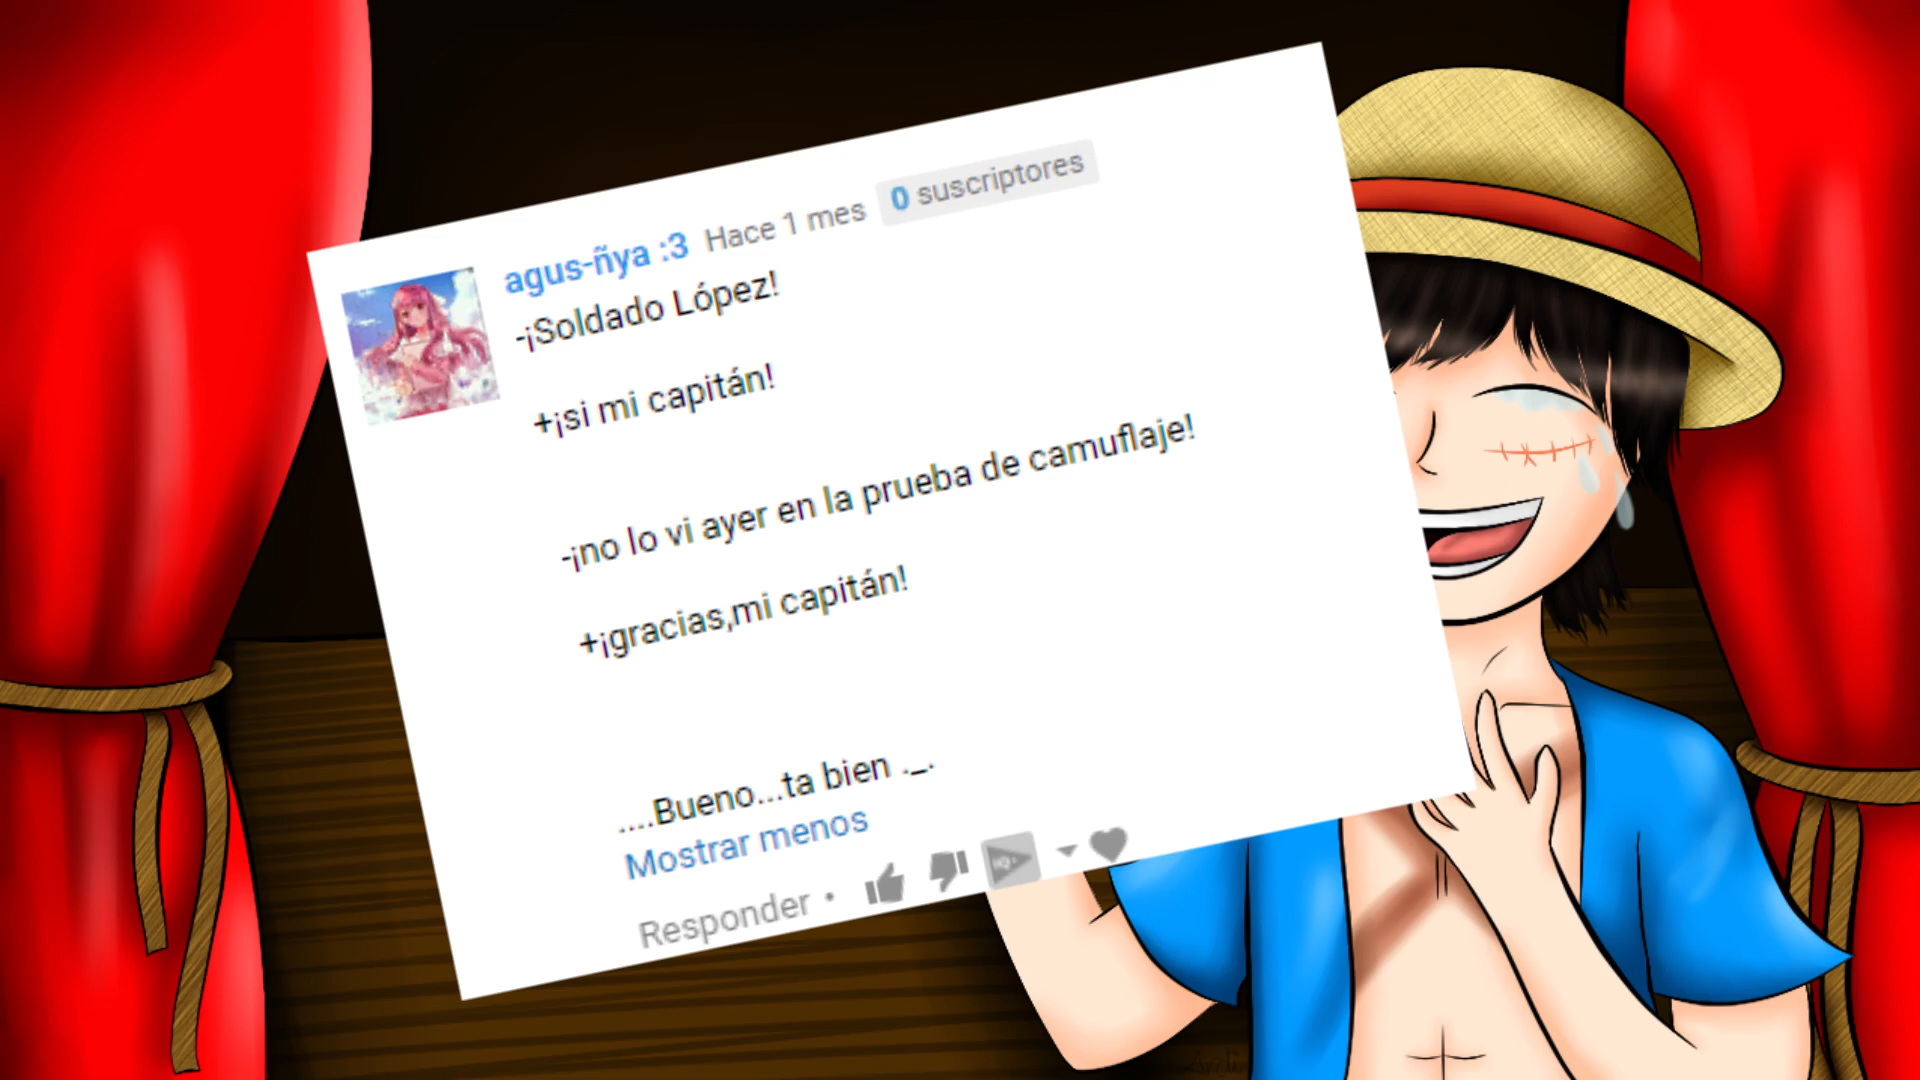 agus-ñya :3 Hace 1 mes 0 suscriptores
-¡Soldado López!
+¡si mi capitán!
-¡no lo vi ayer en la prueba de camuflaje!
+¡gracias,mi capitán!
....Bueno...ta bien ._.
Mostrar menos
Responder •